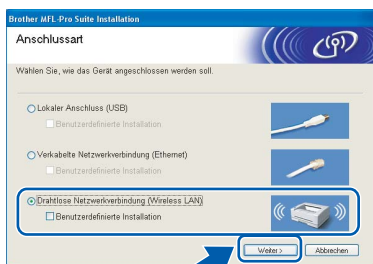 Brother MFL-Pro Suite Installation
Anschlussart
Wählen Sie, wie das Gerät angeschlossen werden soll.
Lokaler Anschluss (USB)
Benutzerdefinierte Installation
Verkabelte Netzwerkverbindung (Ethernet)
Benutzerdefinierte Installation
Drahtlose Netzwerkverbindung (Wireless LAN)
Benutzerdefinierte Installation
Weiter >
Abbrechen